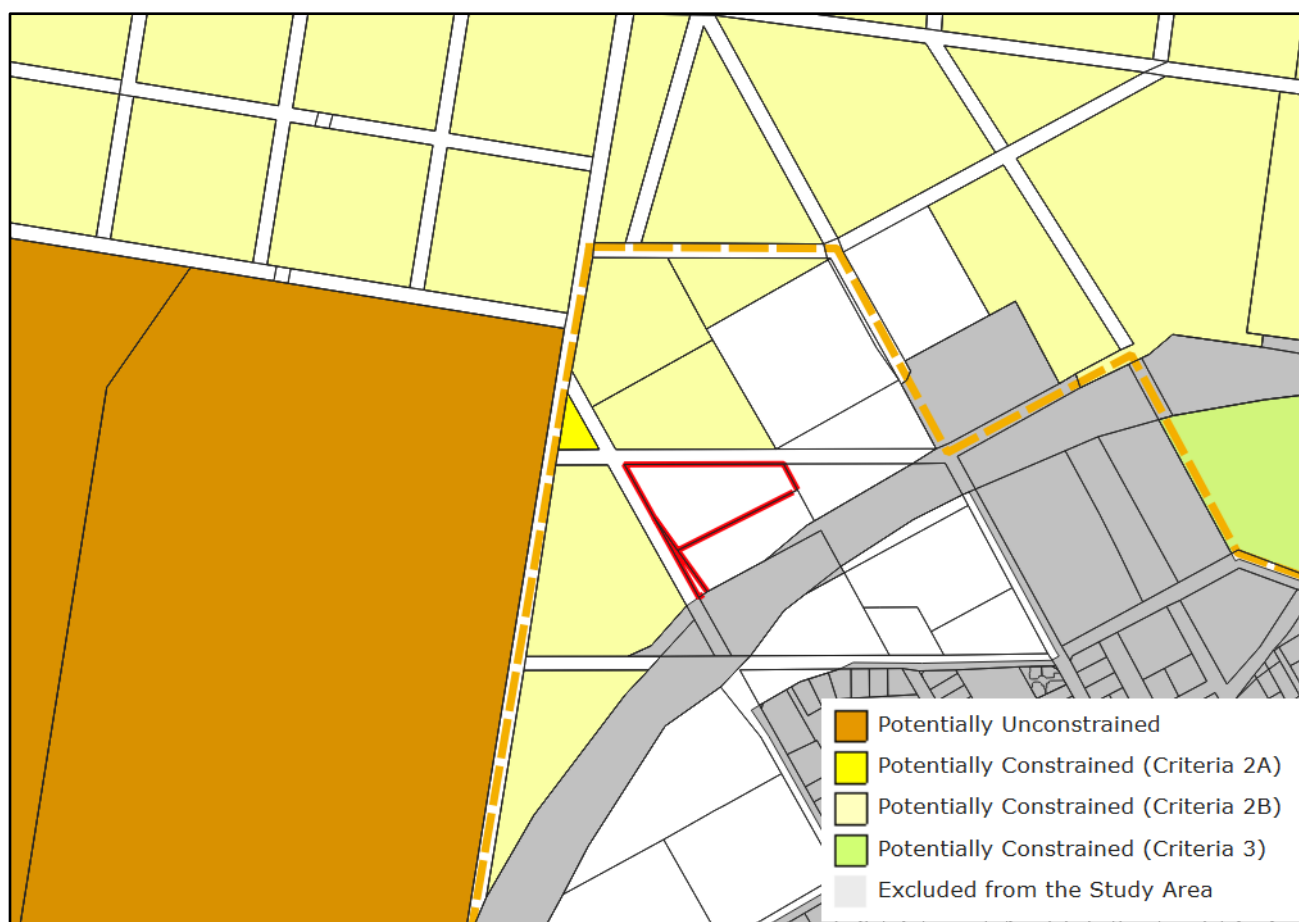 Potentially Unconstrained
Potentially Constrained (Criteria 2A)
Potentially Constrained (Criteria 2B)
Potentially Constrained (Criteria 3)
Excluded from the Study Area